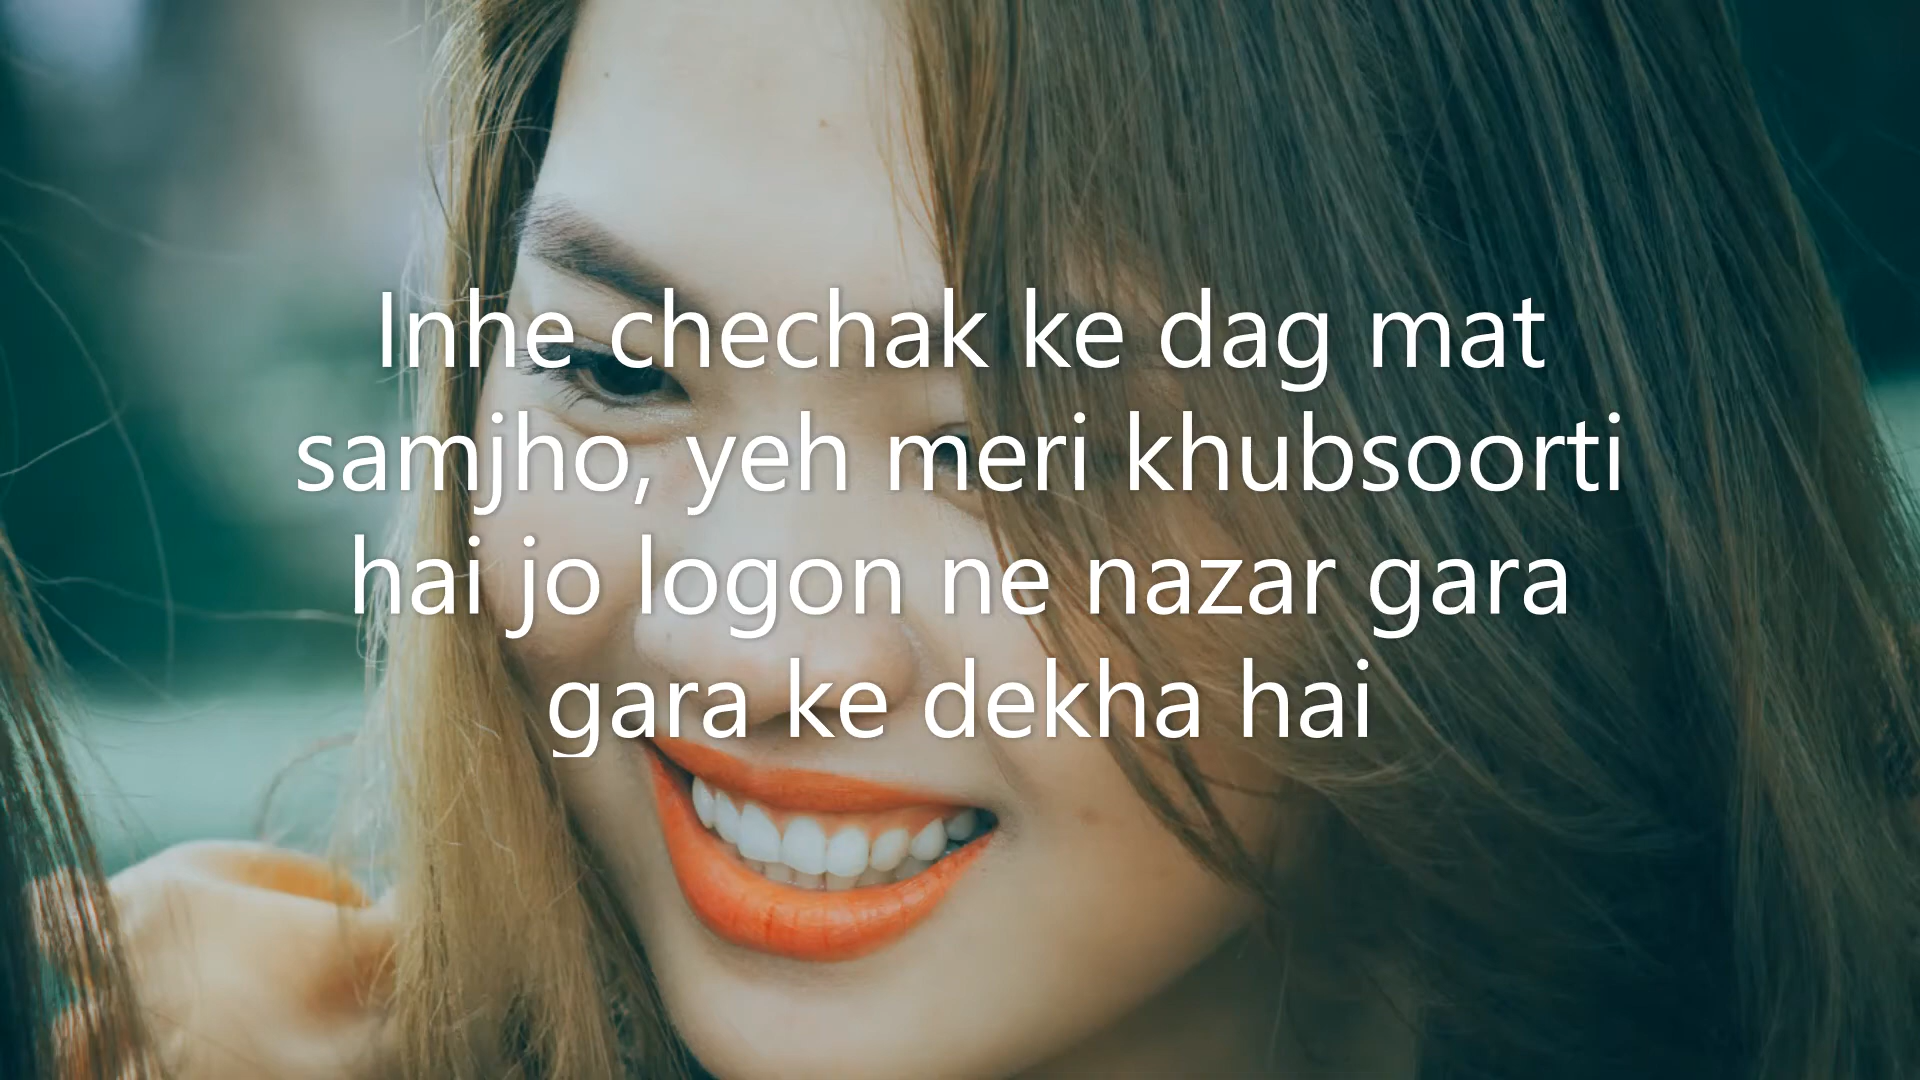 Inhe chechak ke dag mat
samjho, yeh meri khubsoorti
hai jo logon ne nazar gara
gara ke dekha hai